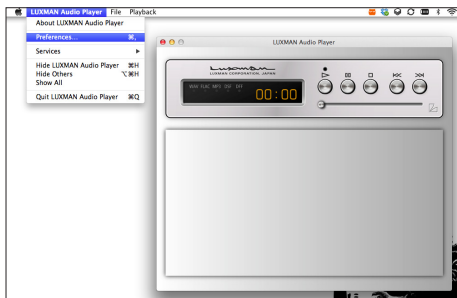 LUXMAN Audio Player File Playback
About LUXMAN Audio Player
Preferences... ⌘,
Services ▶
Hide LUXMAN Audio Player ⌘H
Hide Others ⌥⌘H
Show All
Quit LUXMAN Audio Player ⌘Q
LUXMAN Audio Player
Luxman
LUXMAN CORPORATION, JAPAN
WAV FLAC MP3 DSF DFF
00:00